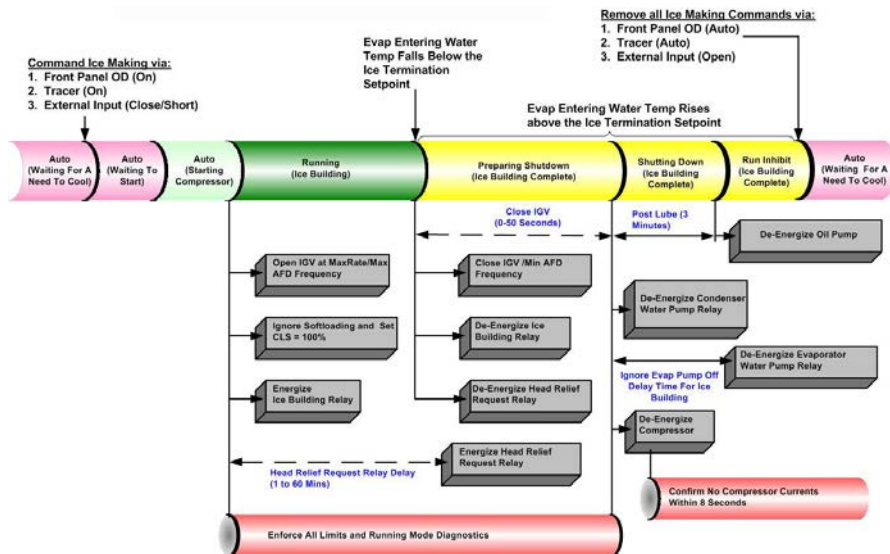 Command Ice Making via:
1. Front Panel OD (On)
2. Tracer (On)
3. External Input (Close/Short)
Evap Entering Water
Temp Falls Below the
Ice Termination
Setpoint
Remove all Ice Making Commands via:
1. Front Panel OD (Auto)
2. Tracer (Auto)
3. External Input (Open)
Evap Entering Water Temp Rises
above the Ice Termination Setpoint
Auto
(Waiting For A
Need To Cool)
Auto
(Waiting To
Start)
Auto
(Starting
Compressor)
Running
(Ice Building)
Preparing Shutdown
(Ice Building Complete)
Shutting Down
(Ice Building
Complete)
Run Inhibit
(Ice Building
Complete)
Auto
(Waiting For A
Need To Cool)
Close IGV
(0-50 Seconds)
Post Lube (3
Minutes)
De-Energize Oil Pump
Open IGV at MaxRate/Max
AFD Frequency
Close IGV /Min AFD
Frequency
De-Energize Condenser
Water Pump Relay
Ignore Softloading and Set
CLS = 100%
De-Energize Ice
Building Relay
De-Energize Evaporator
Water Pump Relay
Ignore Evap Pump Off
Delay Time For Ice
Building
Energize
Ice Building Relay
De-Energize Head Relief
Request Relay
De-Energize
Compressor
Energize Head Relief
Request Relay
Head Relief Request Relay Delay
(1 to 60 Mins)
Confirm No Compressor Currents
Within 8 Seconds
Enforce All Limits and Running Mode Diagnostics